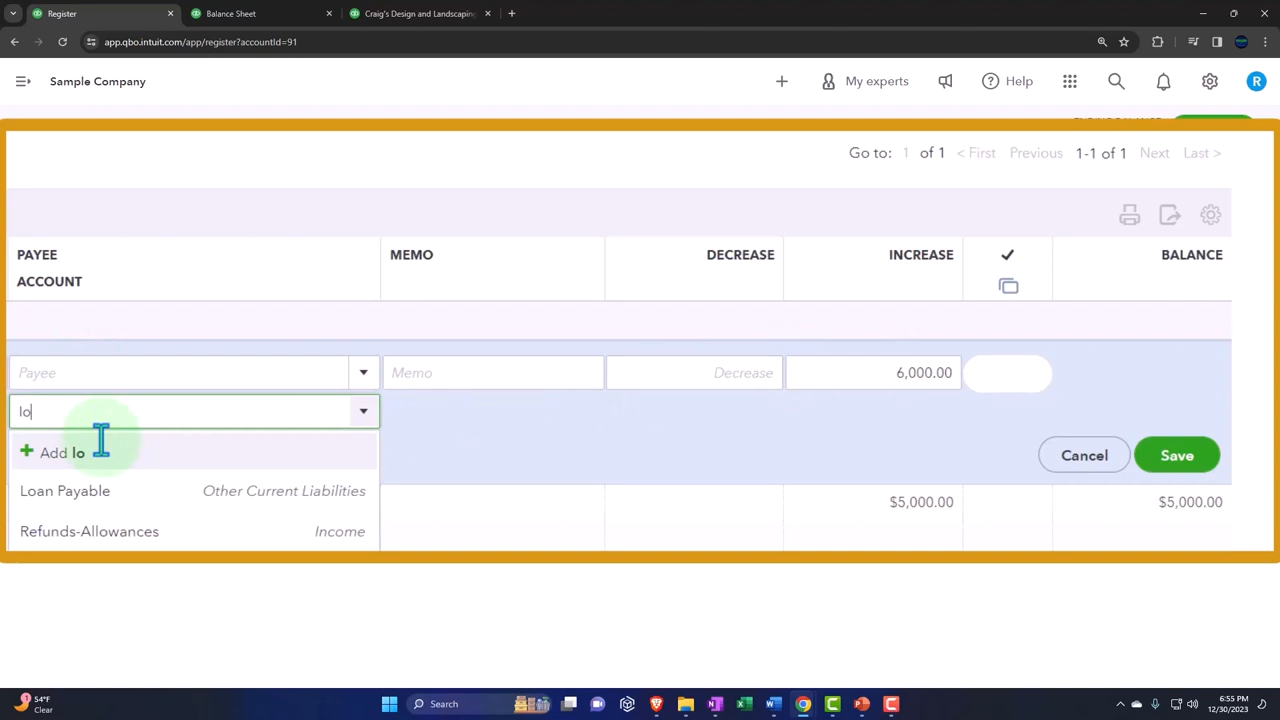 Register
Balance Sheet
Craig's Design and Landscaping
app.qbo.intuit.com/app/register?accountId=91
Sample Company
My experts
Help
R
Go to: 1 of 1 < First Previous 1-1 of 1 Next Last >
PAYEE MEMO DECREASE INCREASE BALANCE
ACCOUNT
Payee Memo Decrease 6,000.00
lo
Add lo
Cancel Save
Loan Payable Other Current Liabilities
$5,000.00 $5,000.00
Refunds-Allowances Income
54°F
Clear
Search
6:55 PM
12/30/2023